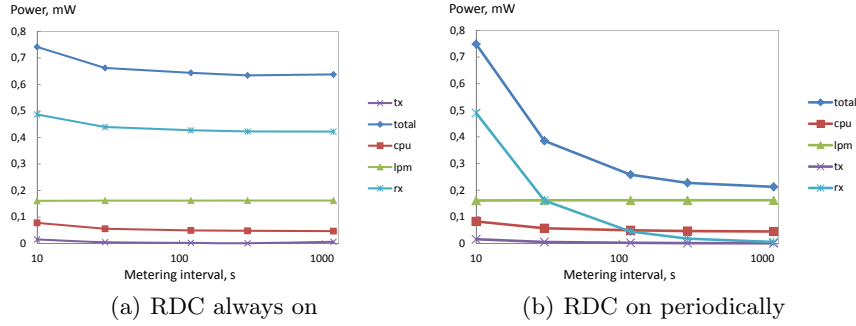 Power, mW
0,8
0,7
0,6
0,5
0,4
0,3
0,2
0,1
0
10
100
1000
Metering interval, s
tx
total
cpu
lpm
rx
(a) RDC always on
Power, mW
0,8
0,7
0,6
0,5
0,4
0,3
0,2
0,1
0
10
100
1000
Metering interval, s
total
cpu
lpm
tx
rx
(b) RDC on periodically